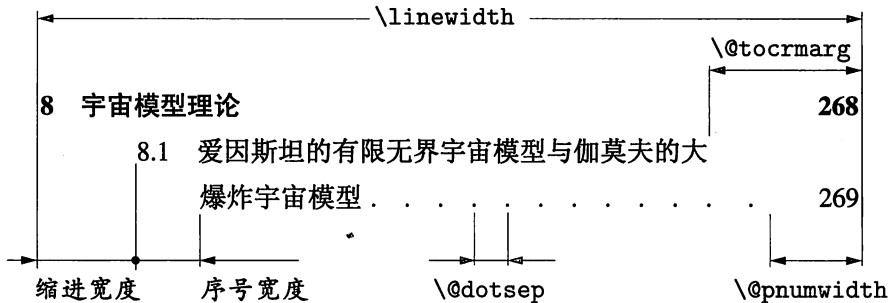 \linewidth
\@tocrmarg
8 宇宙模型理论 268
8.1 爱因斯坦的有限无界宇宙模型与伽莫夫的大
爆炸宇宙模型 . . . . . . . . . . . . 269
缩进宽度 序号宽度 \@dotsep \@pnumwidth